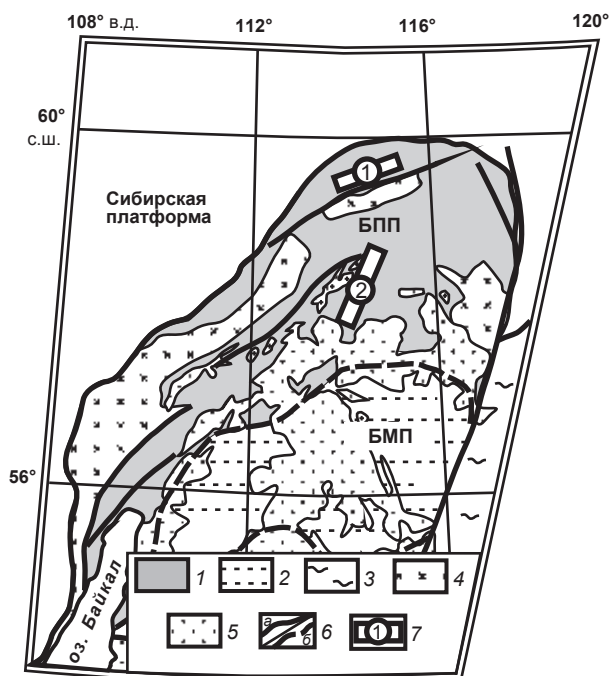 108° в.д.
112°
116°
120°
60°
с.ш.
Сибирская
платформа
1
БПП
2
БМП
56°
оз. Байкал
1
2
3
4
5
а
б
6
1
7